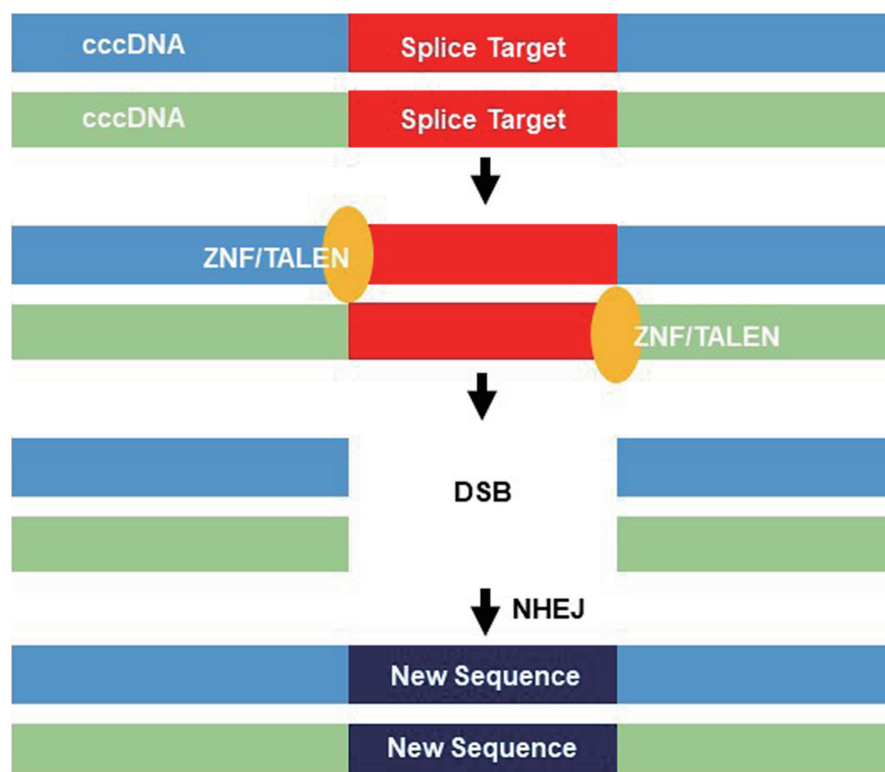 cccDNA Splice Target
cccDNA Splice Target
ZNF/TALEN
ZNF/TALEN
DSB
NHEJ
New Sequence
New Sequence